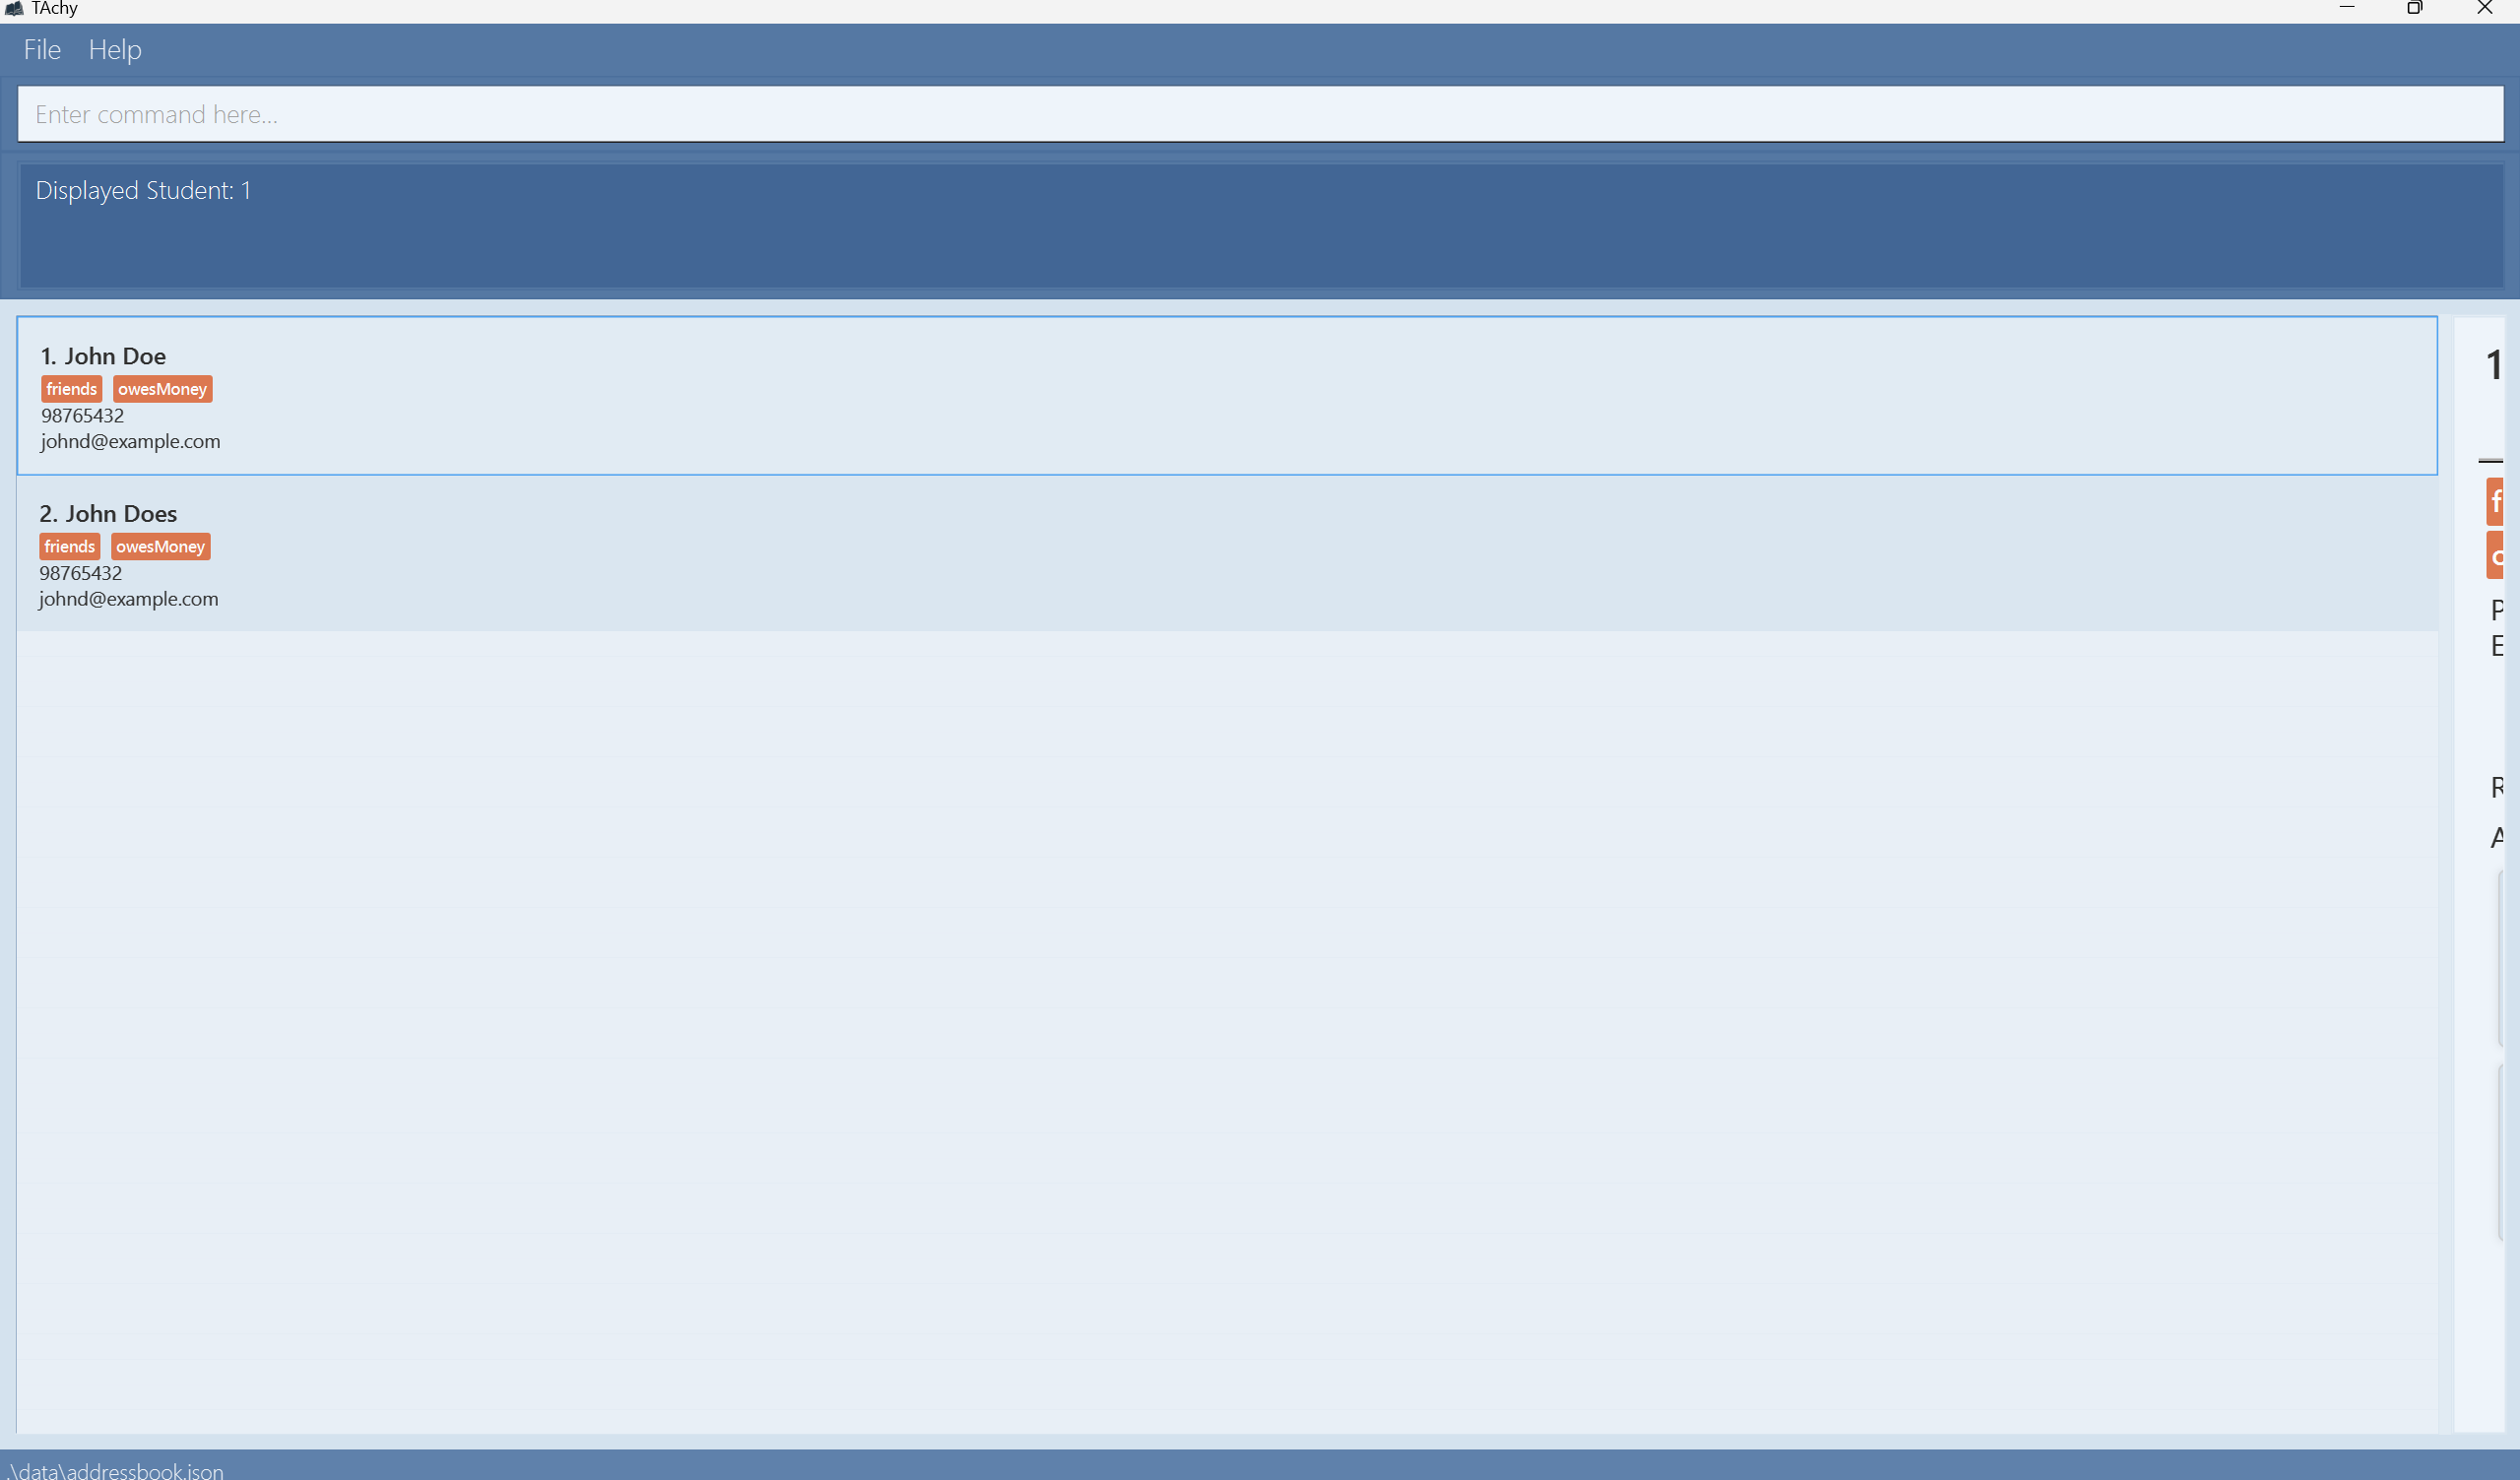 TAchy
File Help
Enter command here...
Displayed Student: 1
1. John Doe
friends owesMoney
98765432
johnd@example.com
2. John Does
friends owesMoney
98765432
johnd@example.com
1
f
o
P
E
R
A
.\data\addressbook.json